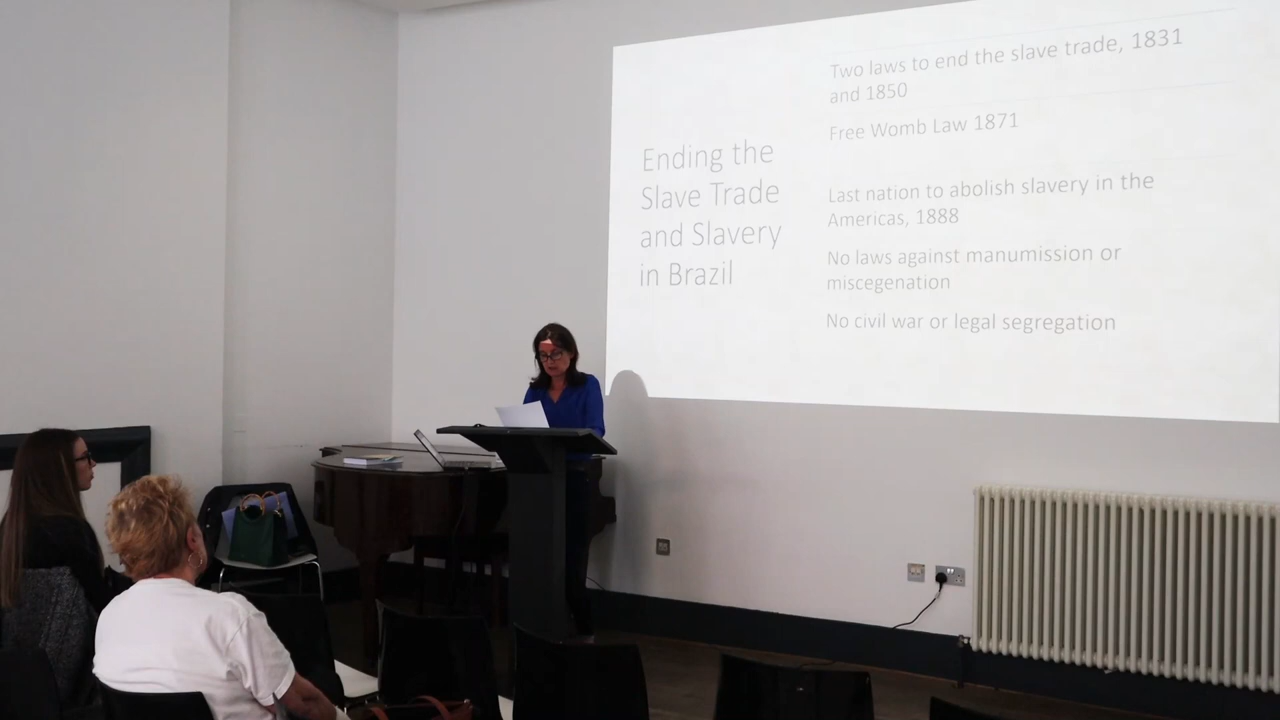 Ending the
Slave Trade
and Slavery
in Brazil
Two laws to end the slave trade, 1831
and 1850
Free Womb Law 1871
Last nation to abolish slavery in the
Americas, 1888
No laws against manumission or
miscegenation
No civil war or legal segregation